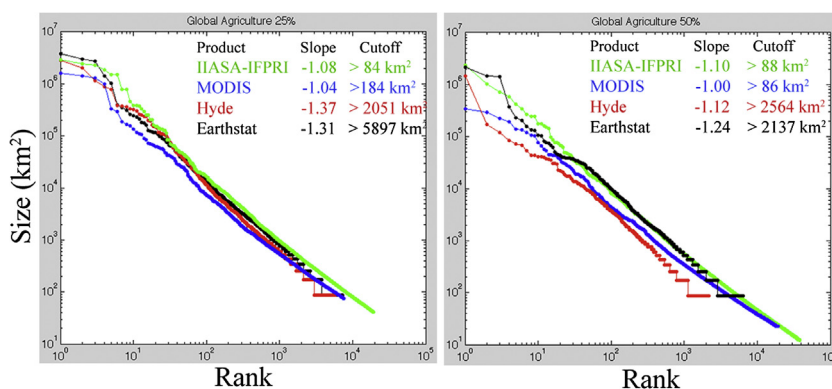 Global Agriculture 25%
Product Slope Cutoff
IIASA-IFPRI -1.08 > 84 km²
MODIS -1.04 >184 km²
Hyde -1.37 > 2051 km²
Earthstat -1.31 > 5897 km²
10⁷
10⁶
10⁵
10⁴
10³
10²
10¹
Size (km²)
10⁰ 10¹ 10² 10³ 10⁴ 10⁵
Rank
Global Agriculture 50%
Product Slope Cutoff
IIASA-IFPRI -1.10 > 88 km²
MODIS -1.00 > 86 km²
Hyde -1.12 > 2564 km²
Earthstat -1.24 > 2137 km²
10⁷
10⁶
10⁵
10⁴
10³
10²
10¹
10⁰ 10¹ 10² 10³ 10⁴ 10
Rank